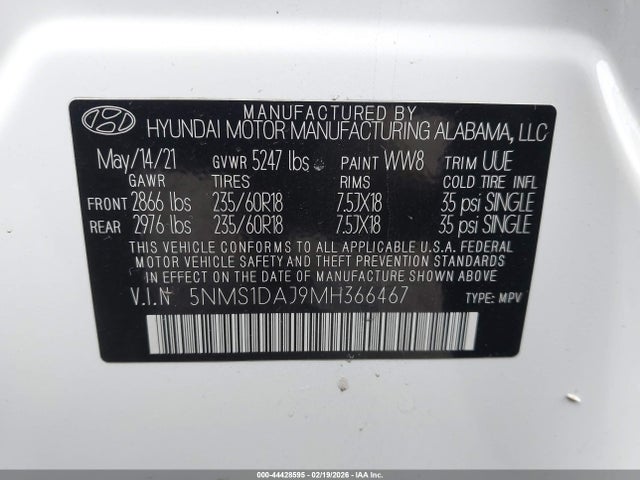 MANUFACTURED BY
HYUNDAI MOTOR MANUFACTURING ALABAMA, LLC
May/14/21 GVWR 5247 lbs PAINT WW8 TRIM UUE
GAWR TIRES RIMS COLD TIRE INFL
FRONT 2866 lbs 235/60R18 7.5JX18 35 psi SINGLE
REAR 2976 lbs 235/60R18 7.5JX18 35 psi SINGLE
THIS VEHICLE CONFORMS TO ALL APPLICABLE U.S.A. FEDERAL
MOTOR VEHICLE SAFETY AND THEFT PREVENTION STANDARDS
IN EFFECT ON THE DATE OF MANUFACTURE SHOWN ABOVE.
V.I.N 5NMS1DAJ9MH366467 TYPE: MPV
000-44428595 - 02/19/2026 - IAAI.COM